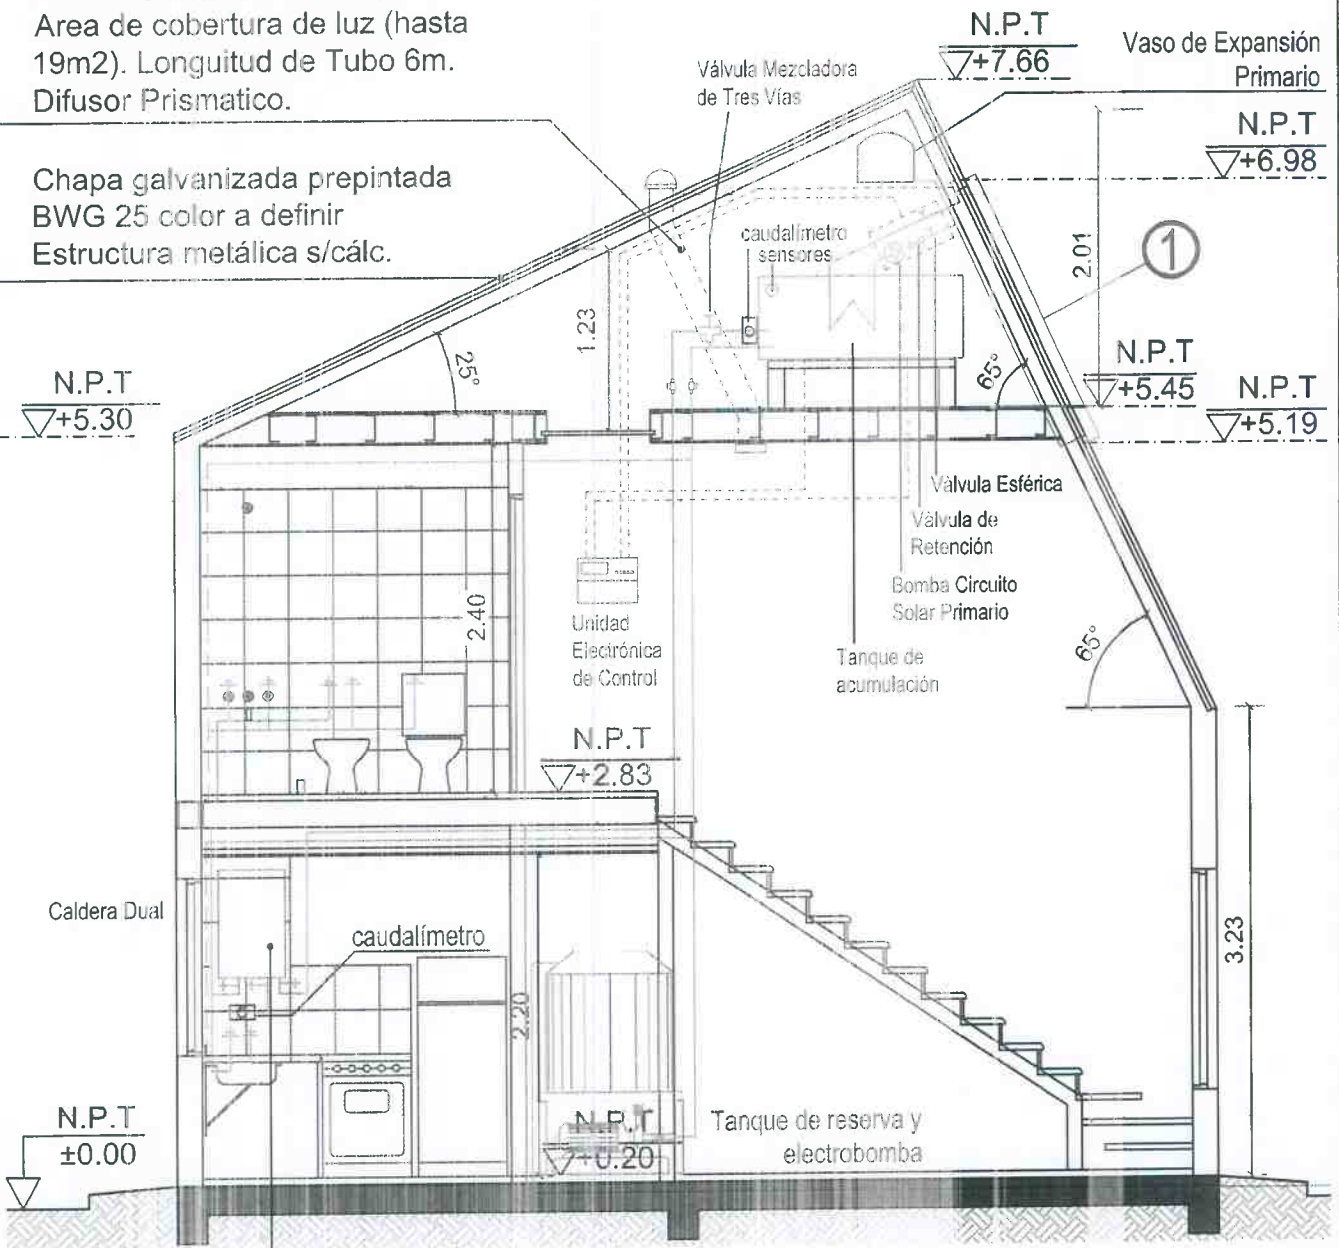 Area de cobertura de luz (hasta
19m2). Longuitud de Tubo 6m.
Difusor Prismatico.
Chapa galvanizada prepintada
BWG 25 color a definir
Estructura metálica s/cálc.
Válvula Mezcladora
de Tres Vías
N.P.T
+7.66
Vaso de Expansión
Primario
N.P.T
+6.98
caudalímetro
sensores
2.01
1
1.23
25°
65°
N.P.T
+5.30
N.P.T
+5.45
N.P.T
+5.19
Válvula Esférica
Válvula de
Retención
Bomba Circuito
Solar Primario
Tanque de
acumulación
2.40
Unidad
Electrónica
de Control
65°
N.P.T
+2.83
Caldera Dual
caudalímetro
2.20
3.23
N.P.T
±0.00
N.P.T
+0.20
Tanque de reserva y
electrobomba